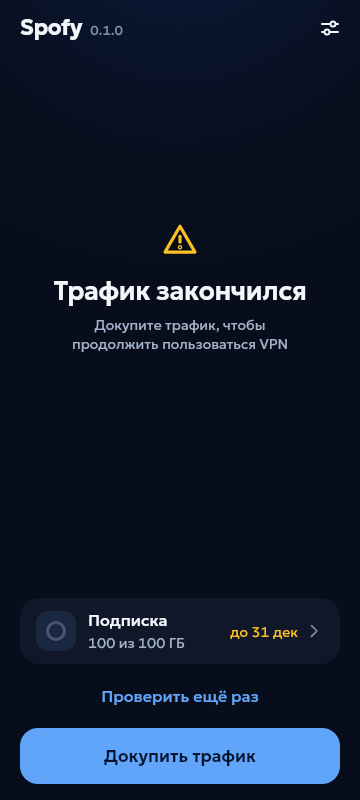 Spofy 0.1.0
Трафик закончился
Докупите трафик, чтобы
продолжить пользоваться VPN
Подписка
100 из 100 ГБ
до 31 дек
Проверить ещё раз
Докупить трафик